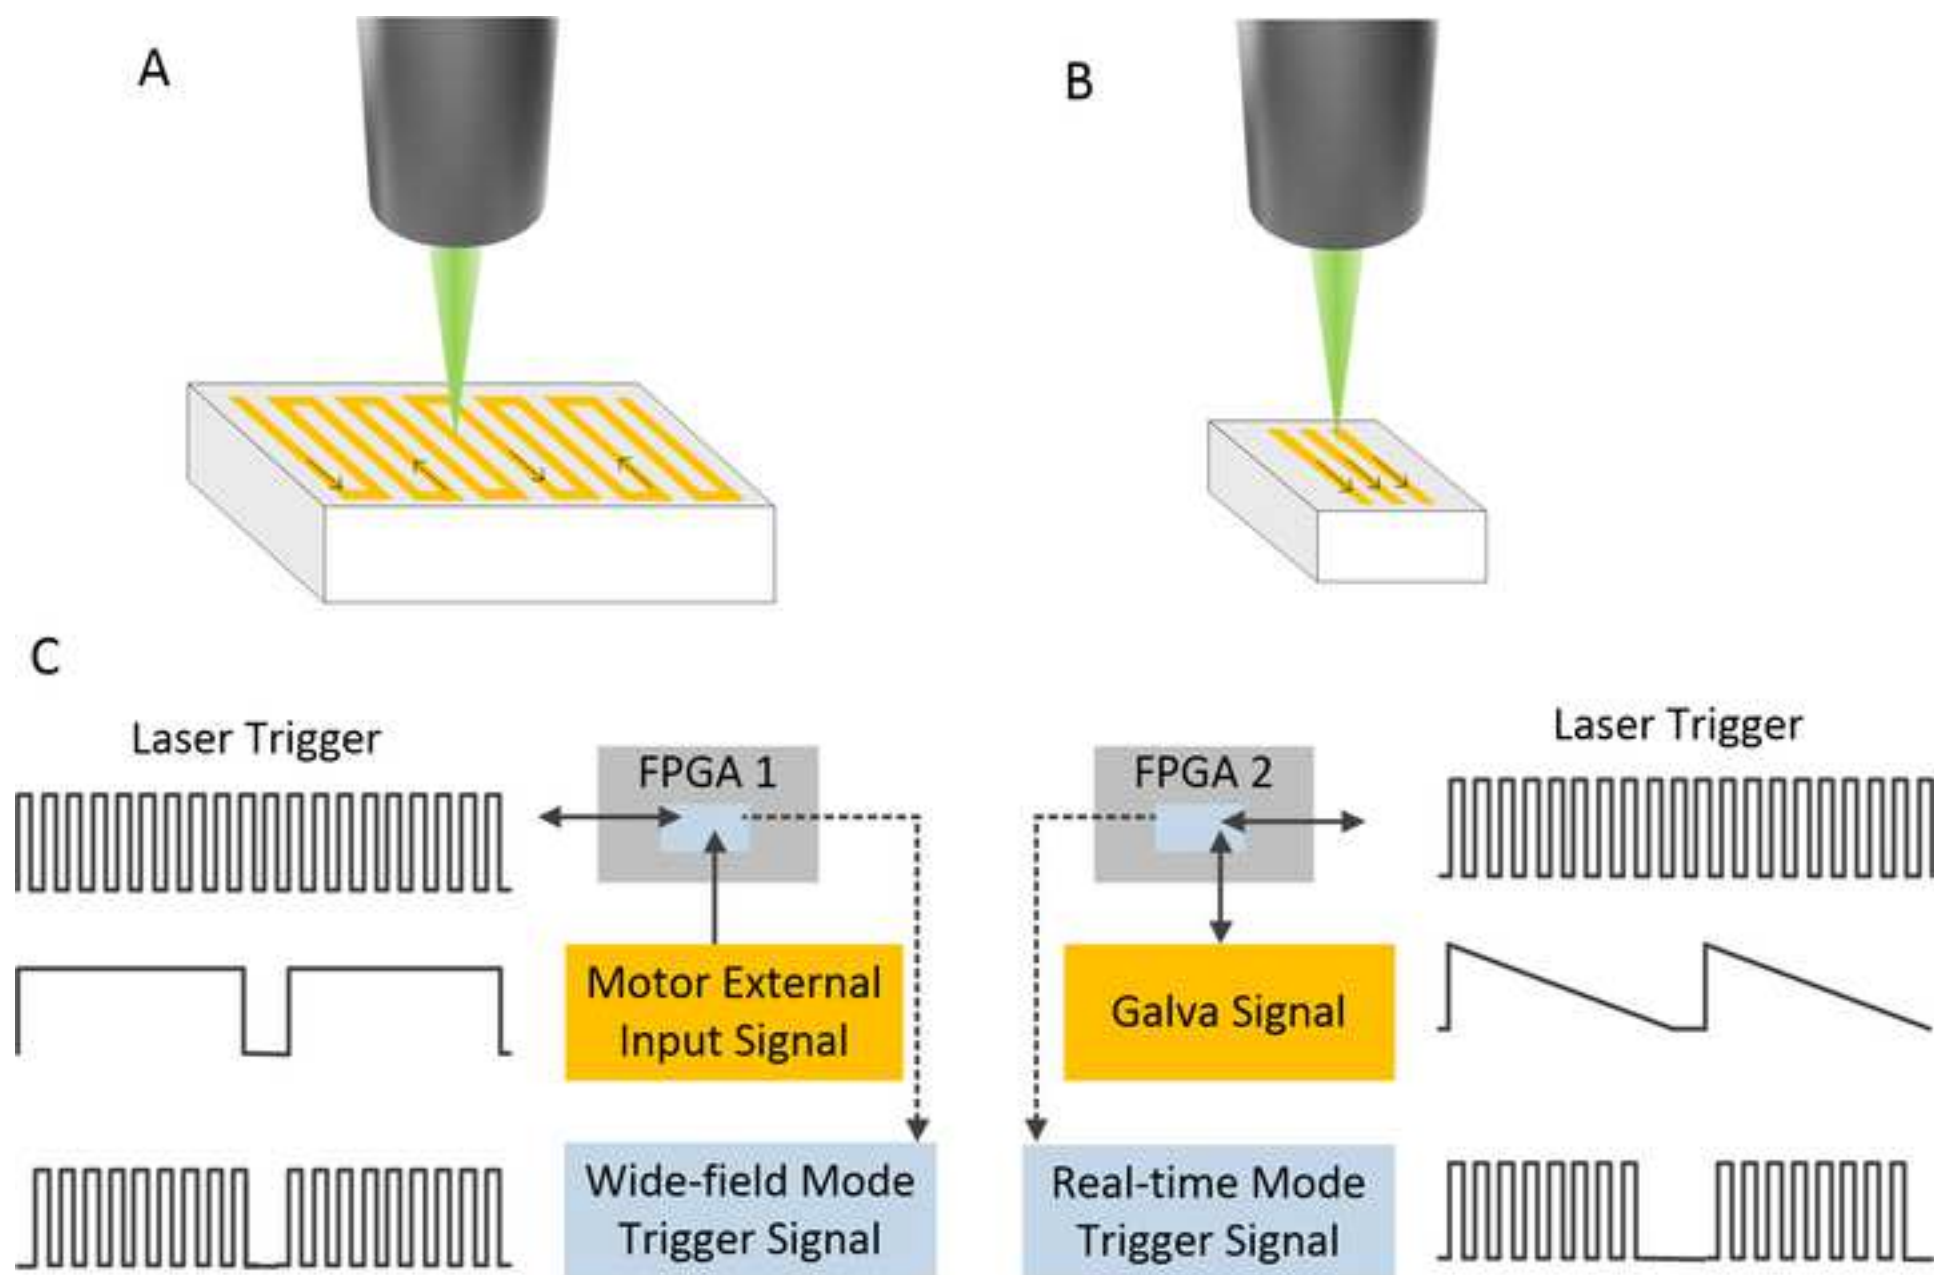 A
B
C
Laser Trigger
FPGA 1
FPGA 2
Laser Trigger
Motor External
Input Signal
Galva Signal
Wide-field Mode
Trigger Signal
Real-time Mode
Trigger Signal